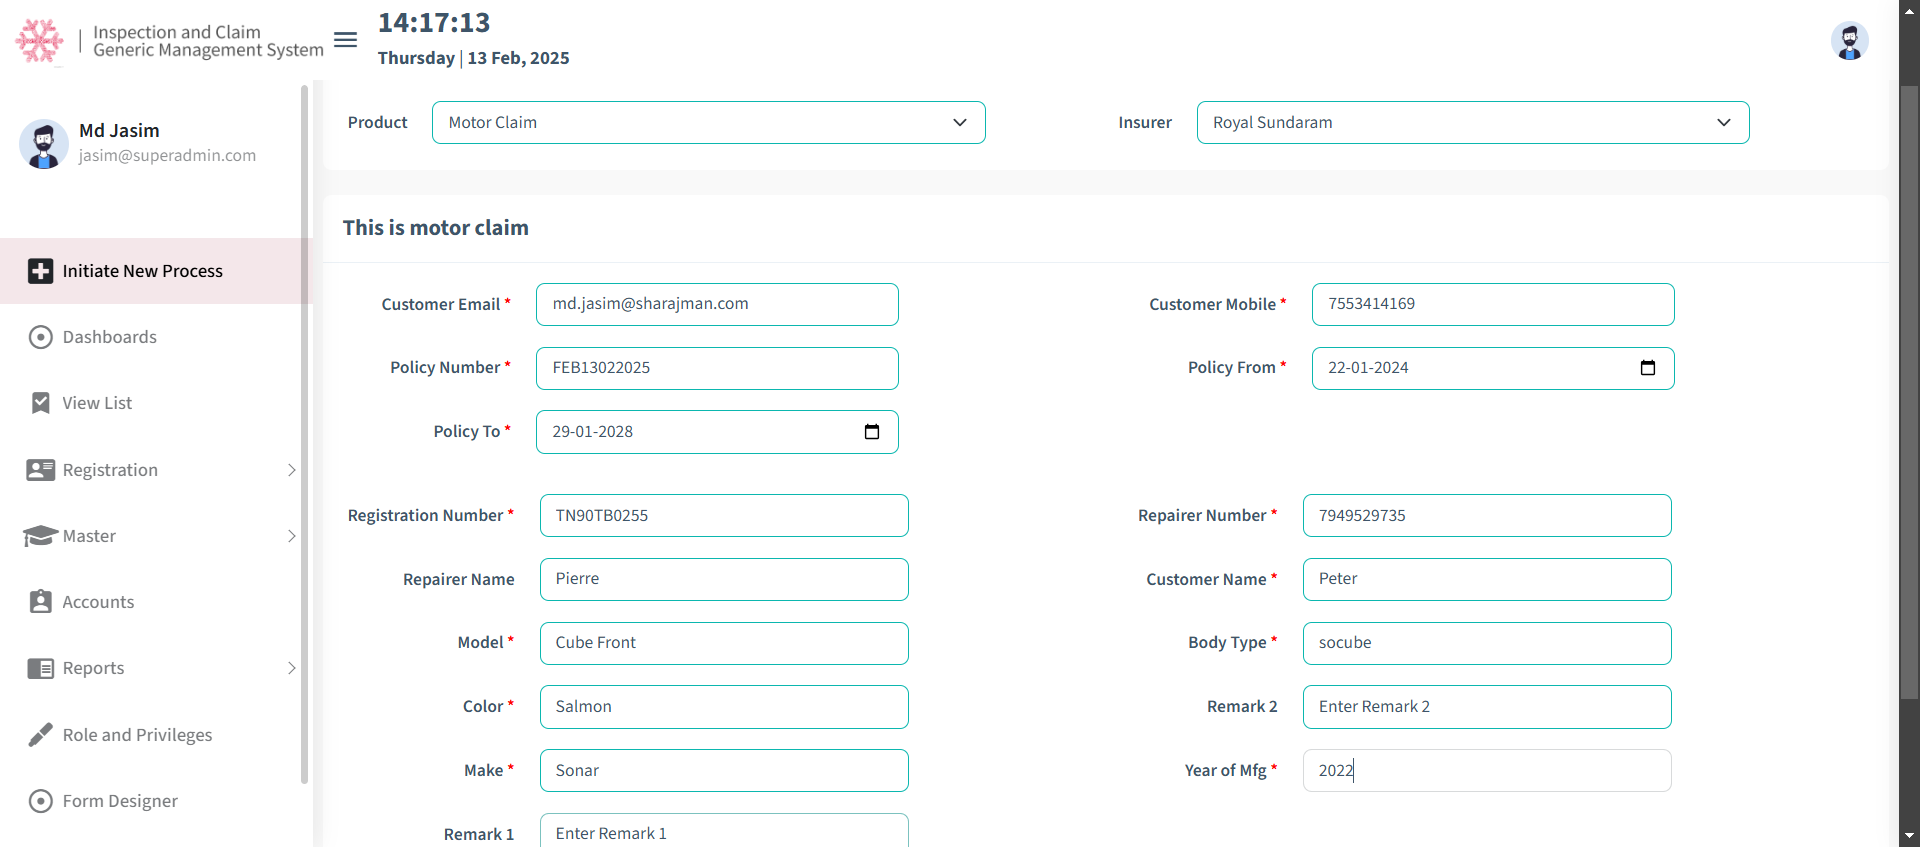 Inspection and Claim
Generic Management System
14:17:13
Thursday | 13 Feb, 2025
Md Jasim
jasim@superadmin.com
Initiate New Process
Dashboards
View List
Registration
Master
Accounts
Reports
Role and Privileges
Form Designer
Product Motor Claim Insurer Royal Sundaram
This is motor claim
Customer Email * md.jasim@sharajman.com Customer Mobile * 7553414169
Policy Number * FEB13022025 Policy From * 22-01-2024
Policy To * 29-01-2028
Registration Number * TN90TB0255 Repairer Number * 7949529735
Repairer Name Pierre Customer Name * Peter
Model * Cube Front Body Type * socube
Color * Salmon Remark 2 Enter Remark 2
Make * Sonar Year of Mfg * 2022
Remark 1 Enter Remark 1